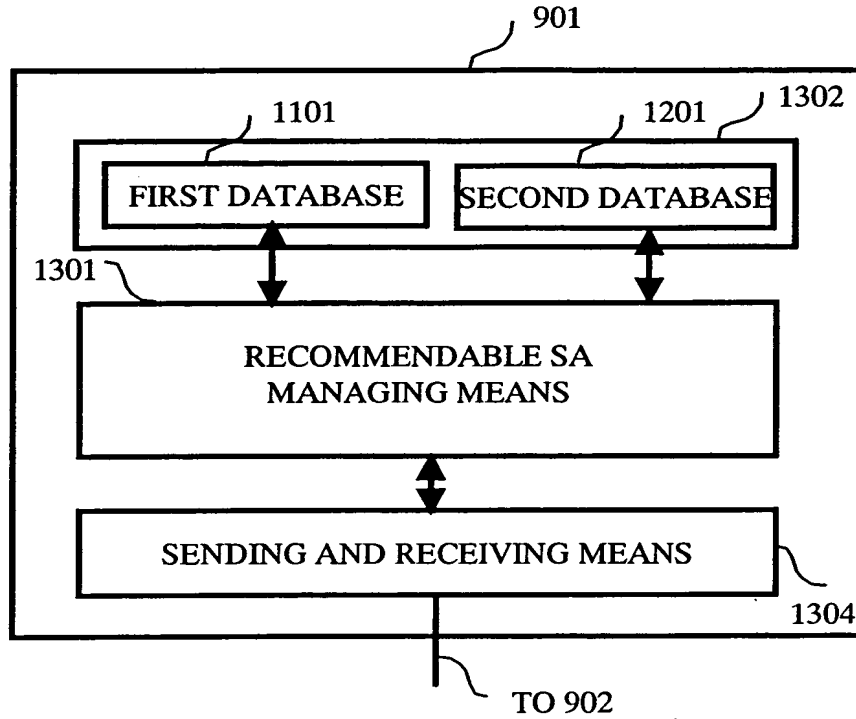 901
1302
1101
1201
FIRST DATABASE
SECOND DATABASE
1301
RECOMMENDABLE SA
MANAGING MEANS
SENDING AND RECEIVING MEANS
1304
TO 902